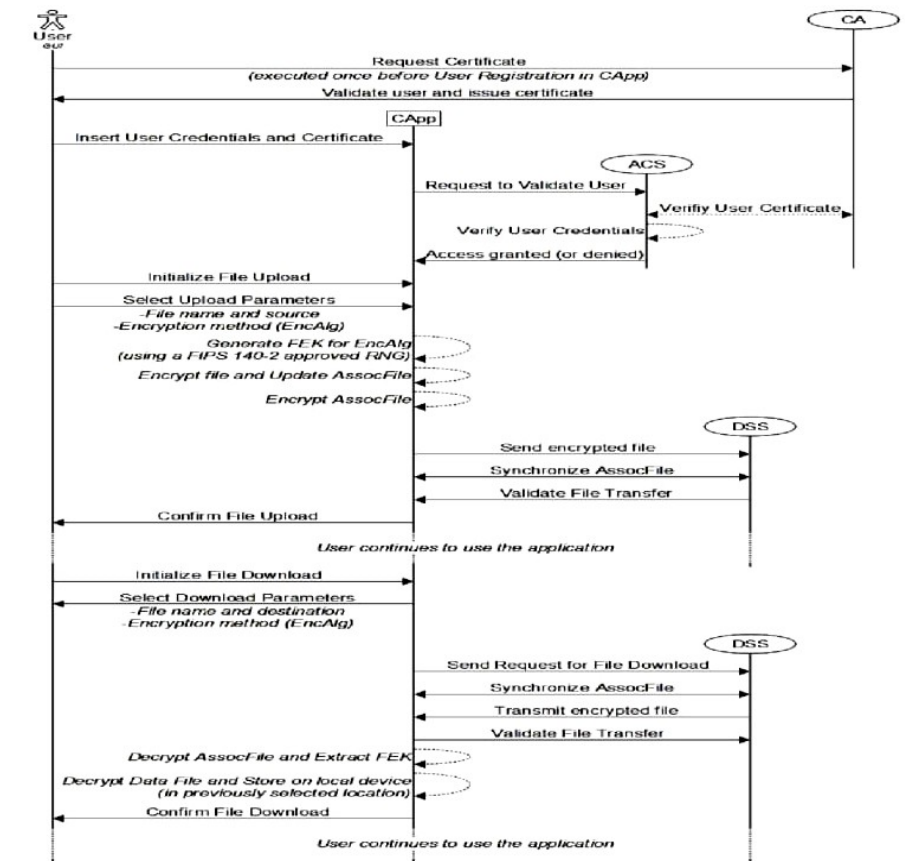 User
GUI
CA
Request Certificate
(executed once before User Registration in CApp)
Validate user and issue certificate
CApp
Insert User Credentials and Certificate
ACS
Request to Validate User
Verifiy User Certificate
Verify User Credentials
Access granted (or denied)
Initialize File Upload
Select Upload Parameters
-File name and source
-Encryption method (EncAlg)
Generate FEK for EncAlg
(using a FIPS 140-2 approved RNG)
Encrypt file and Update AssocFile
Encrypt AssocFile
DSS
Send encrypted file
Synchronize AssocFile
Validate File Transfer
Confirm File Upload
User continues to use the application
Initialize File Download
Select Download Parameters
-File name and destination
-Encryption method (EncAlg)
DSS
Send Request for File Download
Synchronize AssocFile
Transmit encrypted file
Validate File Transfer
Decrypt AssocFile and Extract FEK
Decrypt Data File and Store on local device
(in previously selected location)
Confirm File Download
User continues to use the application